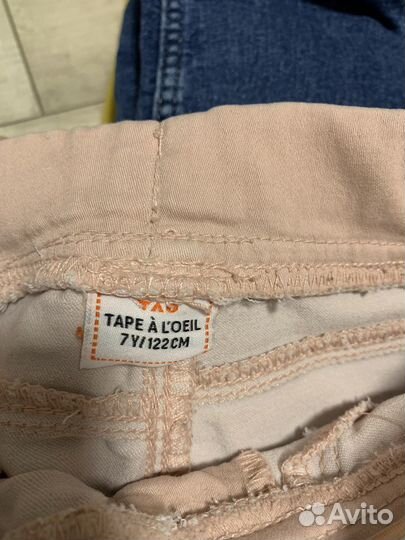 TAPE À L'OEIL
7Y/122CM
Avito